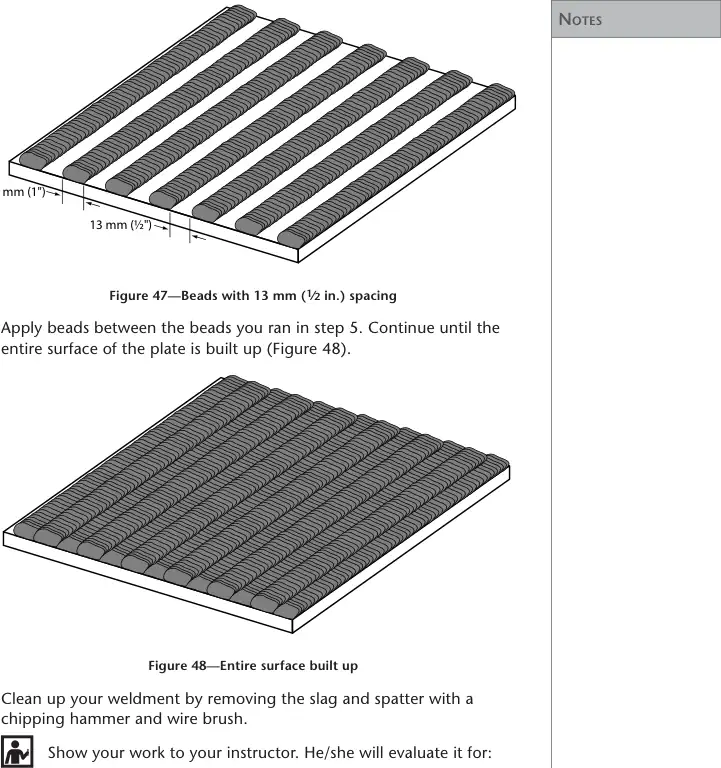 NOTES
mm (1")
13 mm (½")
Figure 47—Beads with 13 mm (½ in.) spacing
Apply beads between the beads you ran in step 5. Continue until the
entire surface of the plate is built up (Figure 48).
Figure 48—Entire surface built up
Clean up your weldment by removing the slag and spatter with a
chipping hammer and wire brush.
Show your work to your instructor. He/she will evaluate it for: